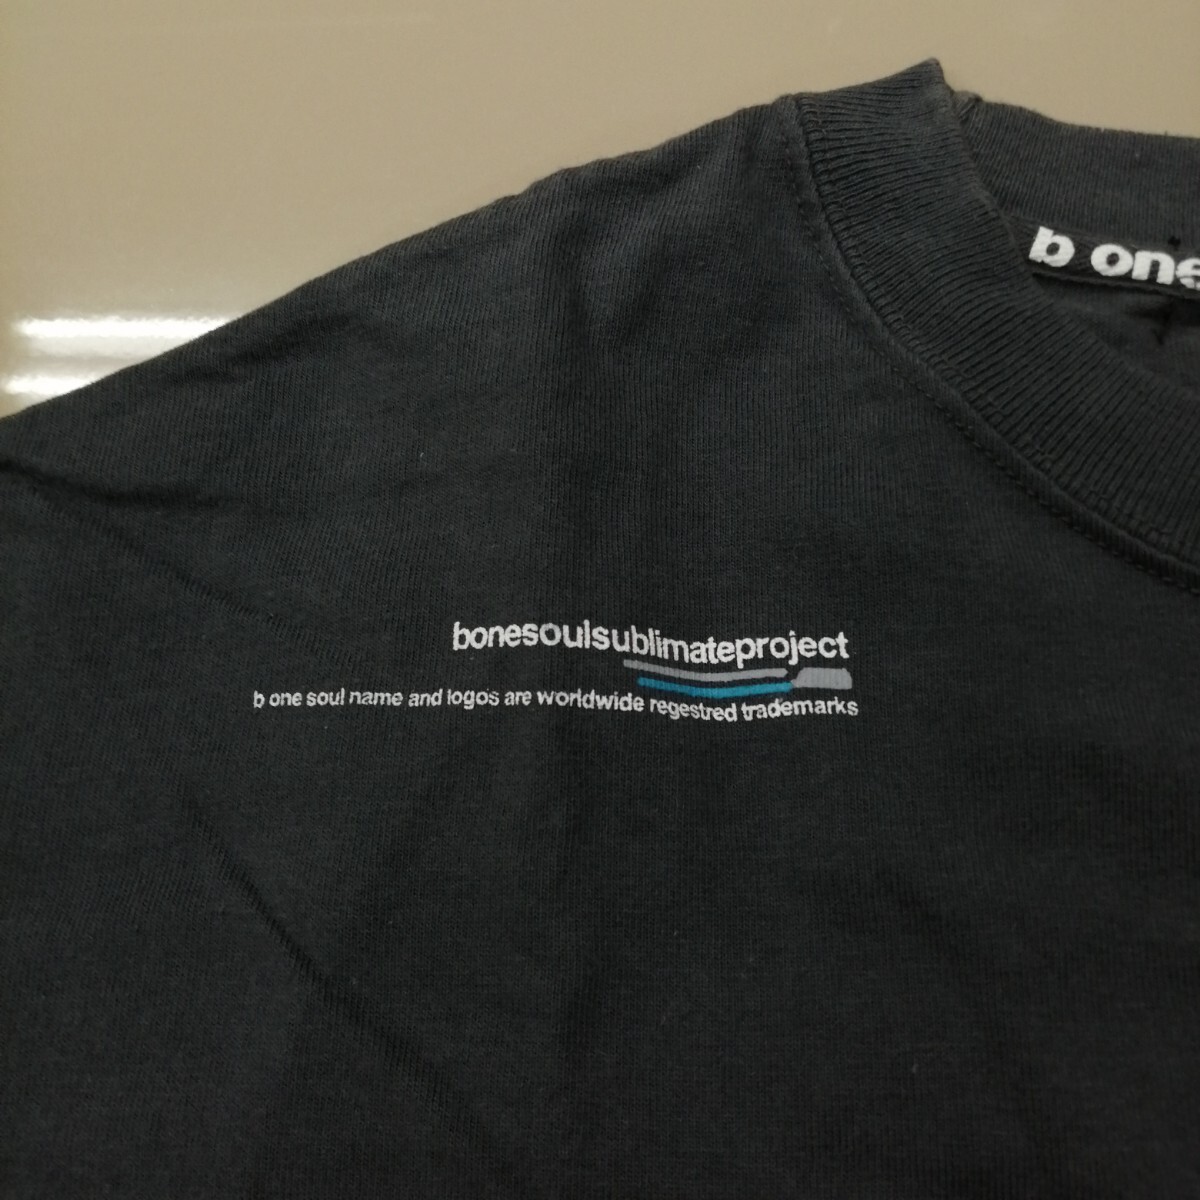 b one
bonesoulsublimateproject
b one soul name and logos are worldwide regestred trademarks